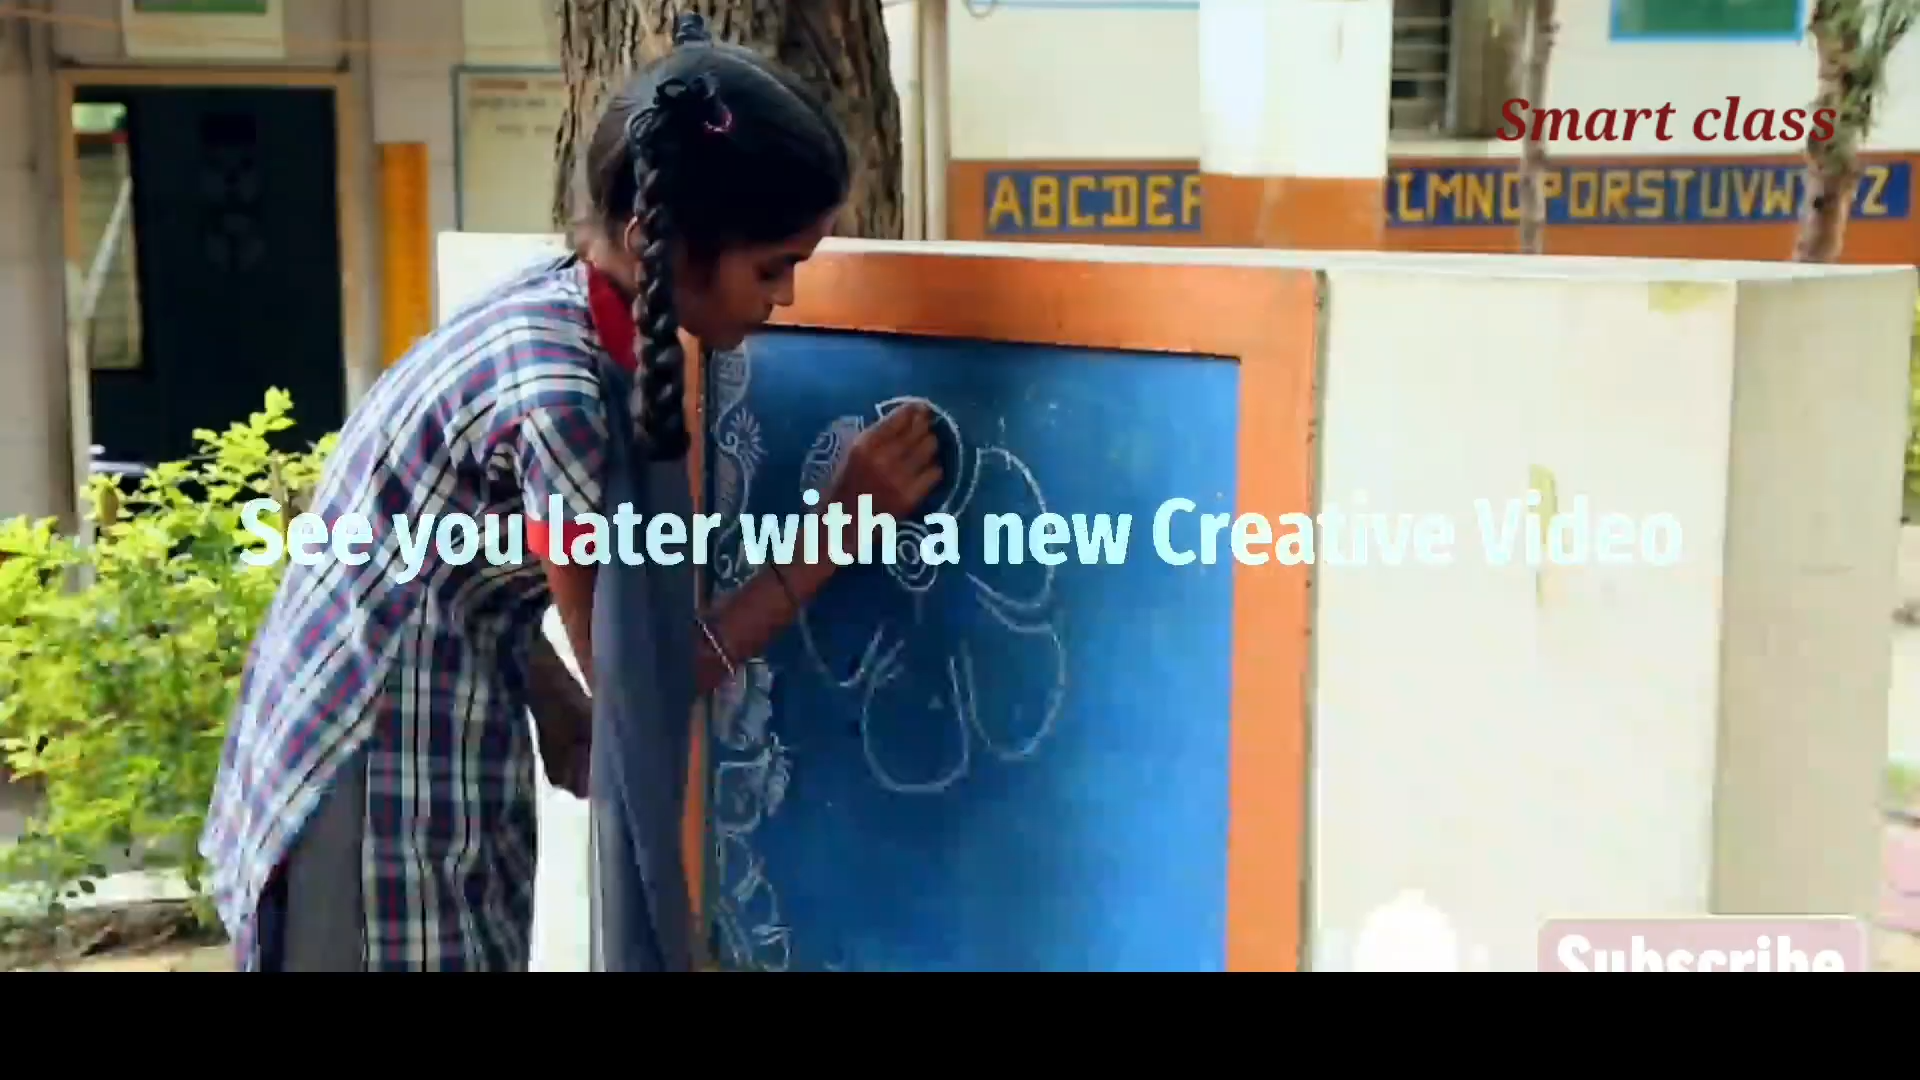 Smart class
ABCDEF
LMNOPQRSTUVW
Z
See you later with a new Creative Video
Subscribe